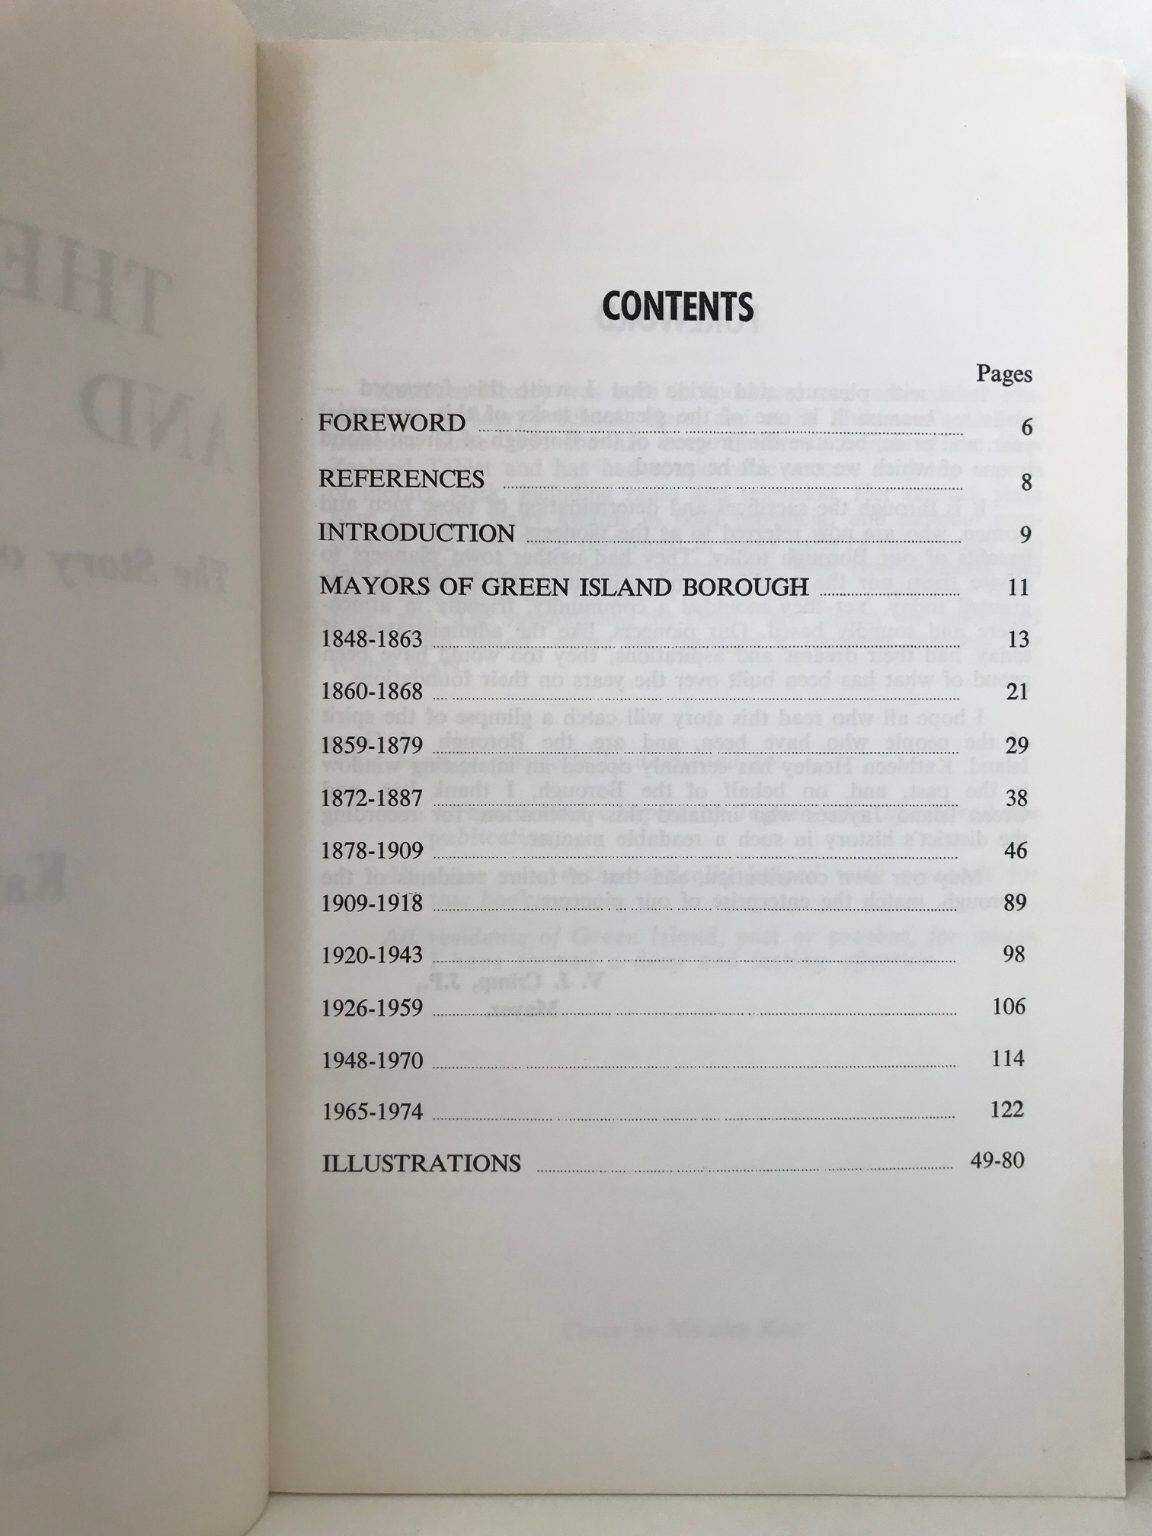 CONTENTS
Pages
FOREWORD 6
REFERENCES 8
INTRODUCTION 9
MAYORS OF GREEN ISLAND BOROUGH 11
1848-1863 13
1860-1868 21
1859-1879 29
1872-1887 38
1878-1909 46
1909-1918 89
1920-1943 98
1926-1959 106
1948-1970 114
1965-1974 122
ILLUSTRATIONS 49-80